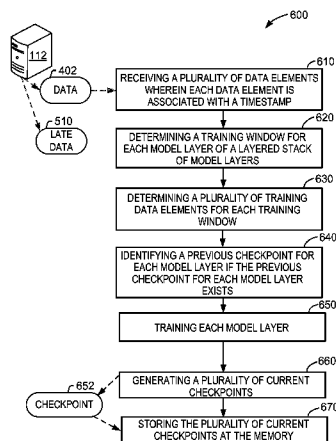 600
112
402
DATA
510
LATE
DATA
610
RECEIVING A PLURALITY OF DATA ELEMENTS
WHEREIN EACH DATA ELEMENT IS
ASSOCIATED WITH A TIMESTAMP
620
DETERMINING A TRAINING WINDOW FOR
EACH MODEL LAYER OF A LAYERED STACK
OF MODEL LAYERS
630
DETERMINING A PLURALITY OF TRAINING
DATA ELEMENTS FOR EACH TRAINING
WINDOW
640
IDENTIFYING A PREVIOUS CHECKPOINT FOR
EACH MODEL LAYER IF THE PREVIOUS
CHECKPOINT FOR EACH MODEL LAYER
EXISTS
650
TRAINING EACH MODEL LAYER
660
GENERATING A PLURALITY OF CURRENT
CHECKPOINTS
652
CHECKPOINT
670
STORING THE PLURALITY OF CURRENT
CHECKPOINTS AT THE MEMORY